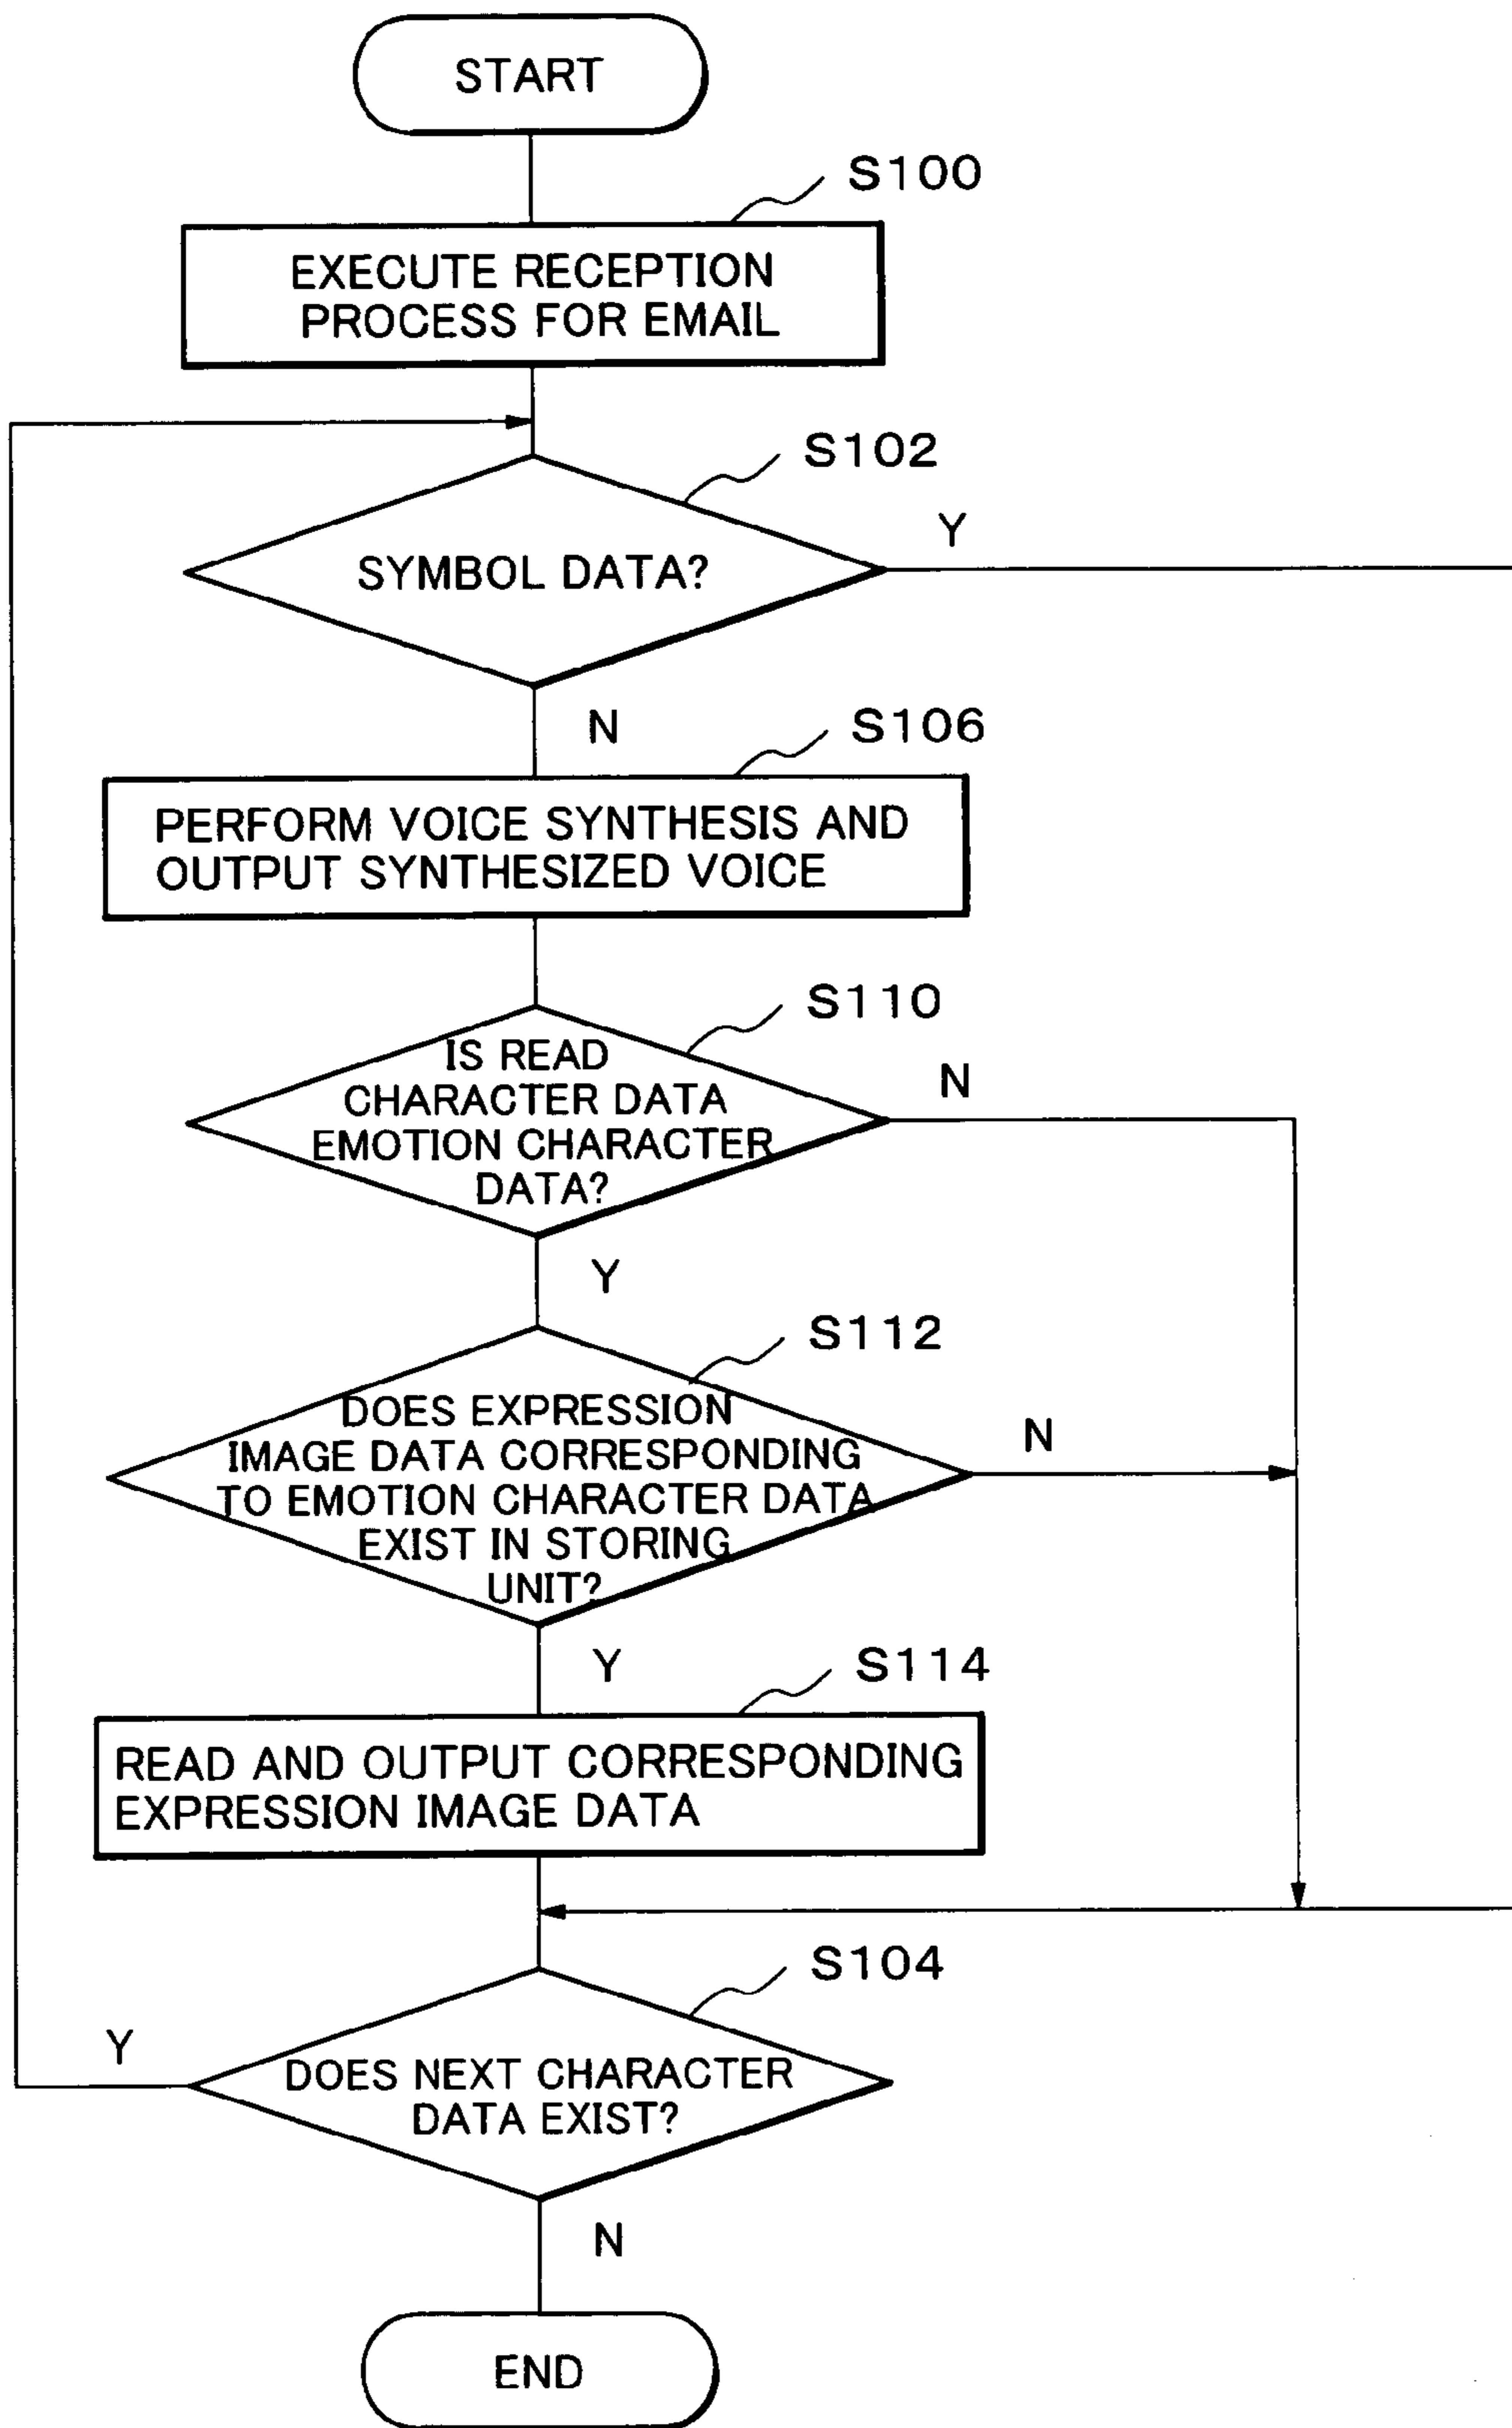 START
S100
EXECUTE RECEPTION
PROCESS FOR EMAIL
S102
SYMBOL DATA?
Y
N
S106
PERFORM VOICE SYNTHESIS AND
OUTPUT SYNTHESIZED VOICE
S110
IS READ
CHARACTER DATA
EMOTION CHARACTER
DATA?
N
Y
S112
DOES EXPRESSION
IMAGE DATA CORRESPONDING
TO EMOTION CHARACTER DATA
EXIST IN STORING
UNIT?
N
Y
S114
READ AND OUTPUT CORRESPONDING
EXPRESSION IMAGE DATA
S104
Y
DOES NEXT CHARACTER
DATA EXIST?
N
END